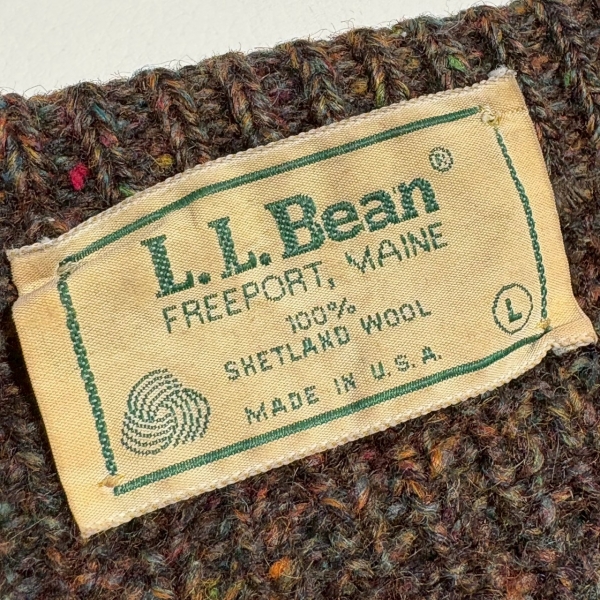 L.L.Bean®
FREEPORT, MAINE
100%
SHETLAND WOOL
L
MADE IN U.S.A.